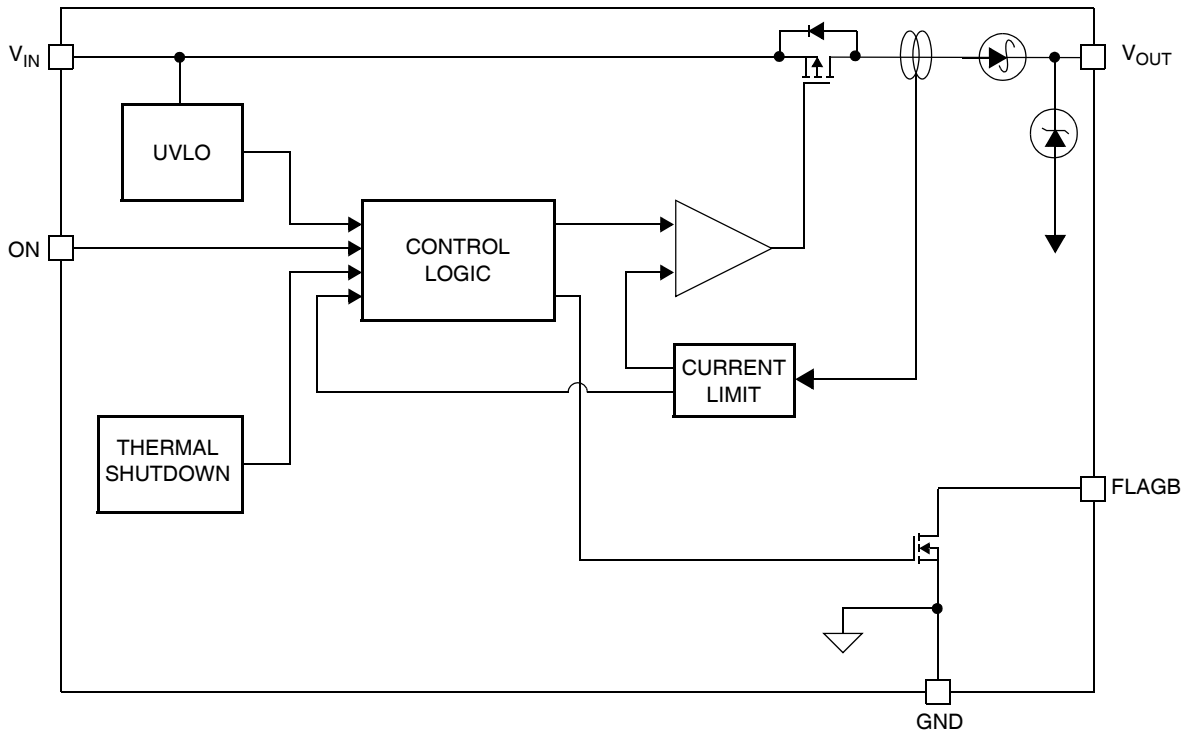 VIN
VOUT
UVLO
ON
CONTROL
LOGIC
CURRENT
LIMIT
THERMAL
SHUTDOWN
FLAGB
GND